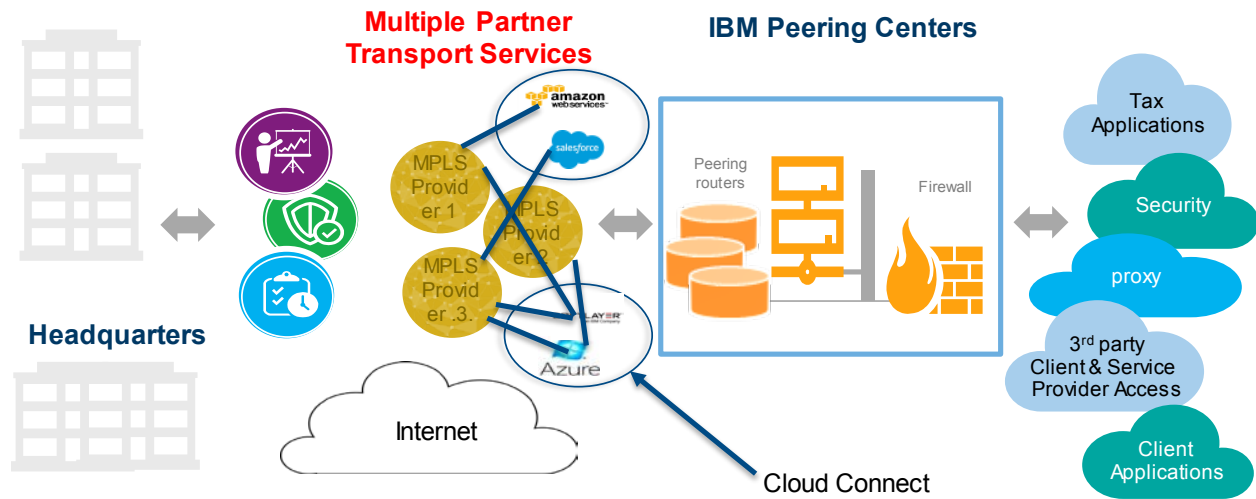 Multiple Partner
Transport Services
IBM Peering Centers
amazon
webservices™
salesforce
MPLS
Provid
er 1
MPLS
Provid
er 2
MPLS
Provid
er .3.
LAYER
Azure
Internet
Cloud Connect
Headquarters
Peering
routers
Firewall
Tax
Applications
Security
proxy
3rd party
Client & Service
Provider Access
Client
Applications